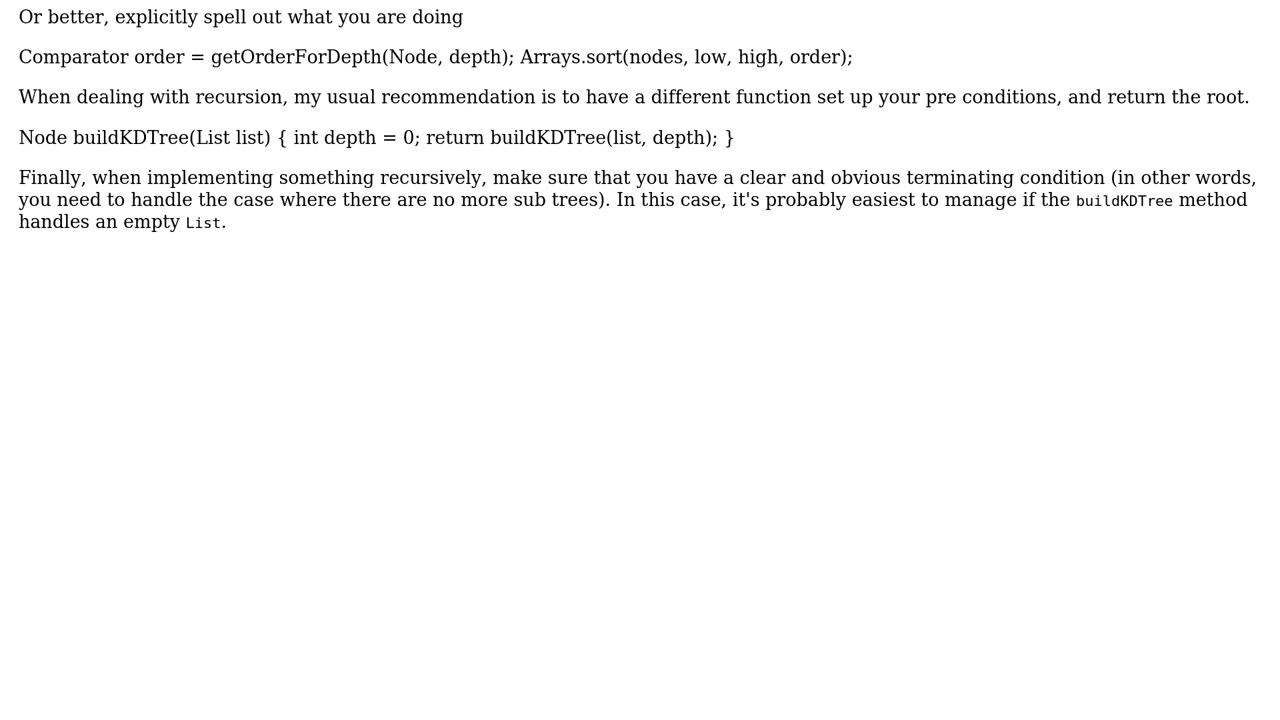 Or better, explicitly spell out what you are doing
Comparator order = getOrderForDepth(Node, depth); Arrays.sort(nodes, low, high, order);
When dealing with recursion, my usual recommendation is to have a different function set up your pre conditions, and return the root.
Node buildKDTree(List list) { int depth = 0; return buildKDTree(list, depth); }
Finally, when implementing something recursively, make sure that you have a clear and obvious terminating condition (in other words,
you need to handle the case where there are no more sub trees). In this case, it's probably easiest to manage if the buildKDTree method
handles an empty List.